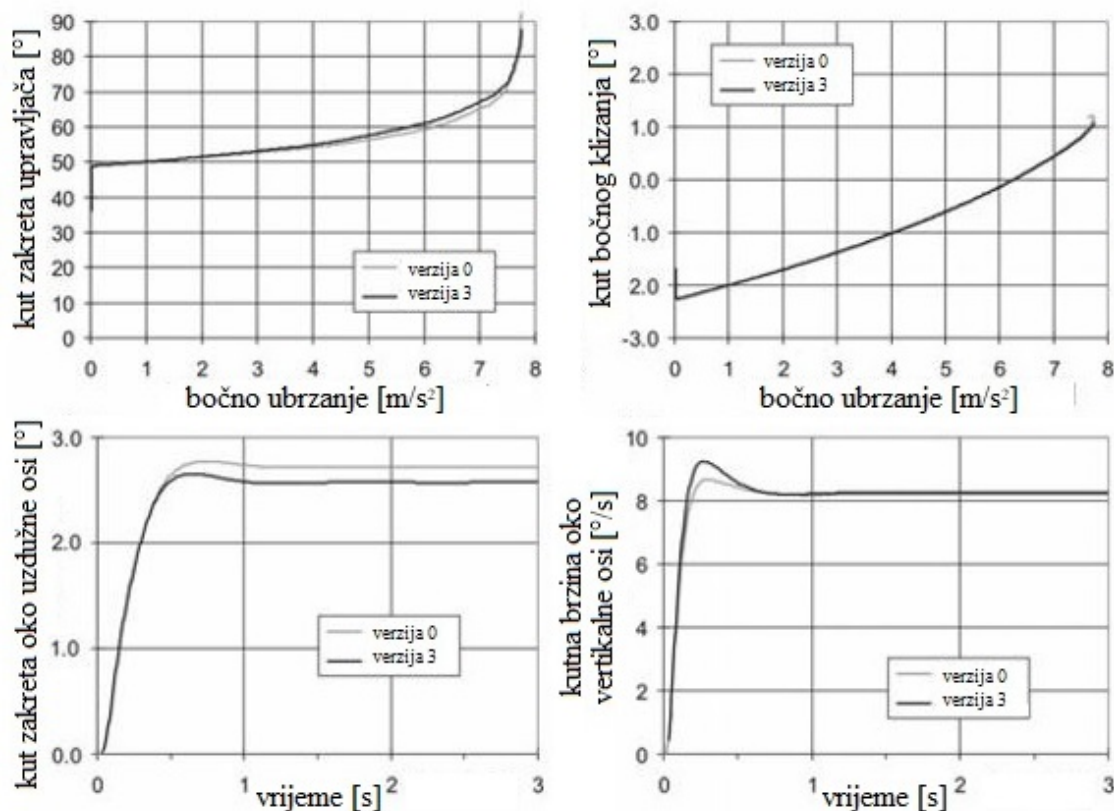 kut zakreta upravljača [°]
90
80
70
60
50
40
30
20
10
0
verzija 0
verzija 3
0 1 2 3 4 5 6 7 8
bočno ubrzanje [m/s²]
kut bočnog klizanja [°]
3.0
2.0
1.0
0.0
1.0
2.0
-3.0
verzija 0
verzija 3
0 1 2 3 4 5 6 7 8
bočno ubrzanje [m/s²]
kut zakreta oko uzdužne osi [°]
3.0
2.0
1.0
0.0
verzija 0
verzija 3
0 1 2 3
vrijeme [s]
kutna brzina oko
vertikalne osi [°/s]
10
8
6
4
2
0
verzija 0
verzija 3
0 1 2 3
vrijeme [s]